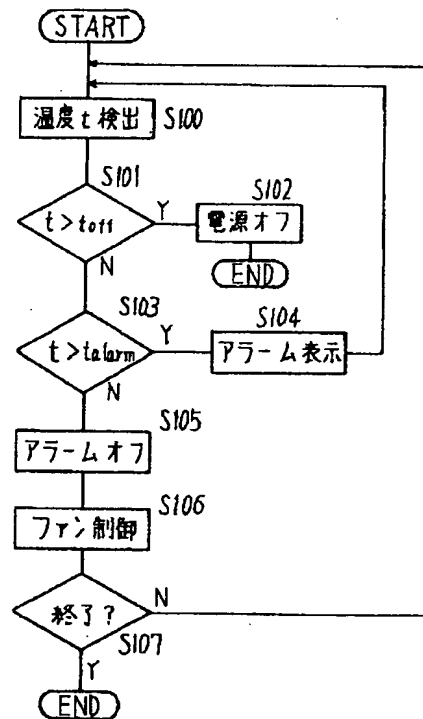 START
温度t検出
S100
S101
t>toff
Y
N
S102
電源オフ
END
S103
t>talarm
Y
N
S104
アラーム表示
S105
アラームオフ
S106
ファン制御
終了?
N
S107
Y
END